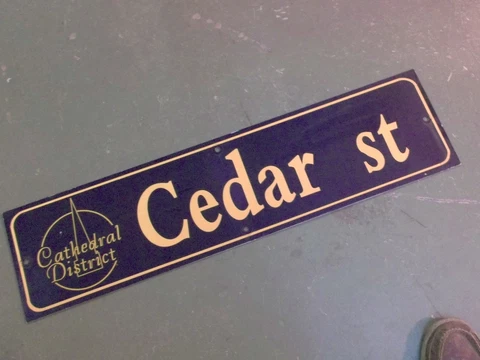 Cathedral
District
Cedar st